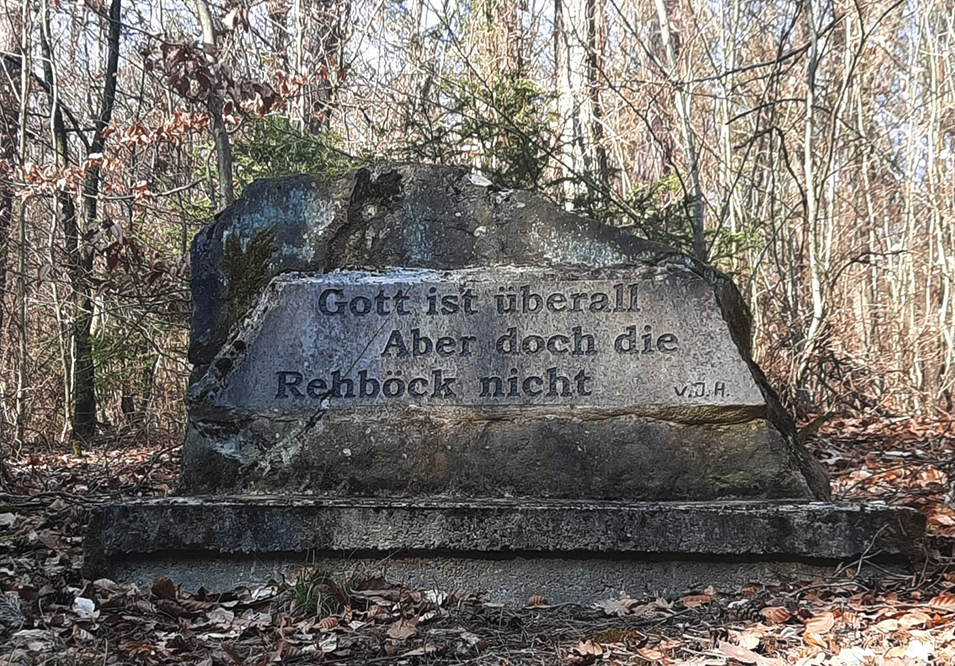 Gott ist überall
Aber doch die
Rehböck nicht
v.J.H.